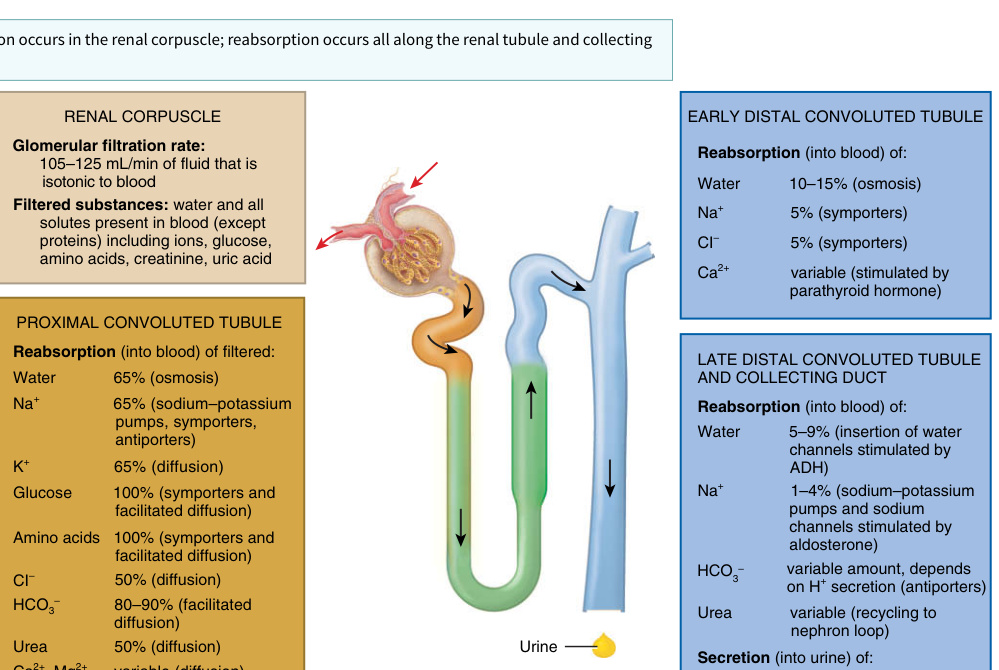 on occurs in the renal corpuscle; reabsorption occurs all along the renal tubule and collecting
RENAL CORPUSCLE
Glomerular filtration rate:
105–125 mL/min of fluid that is
isotonic to blood
Filtered substances: water and all
solutes present in blood (except
proteins) including ions, glucose,
amino acids, creatinine, uric acid
PROXIMAL CONVOLUTED TUBULE
Reabsorption (into blood) of filtered:
Water 65% (osmosis)
Na⁺ 65% (sodium–potassium
pumps, symporters,
antiporters)
K⁺ 65% (diffusion)
Glucose 100% (symporters and
facilitated diffusion)
Amino acids 100% (symporters and
facilitated diffusion)
Cl⁻ 50% (diffusion)
HCO₃⁻ 80–90% (facilitated
diffusion)
Urea 50% (diffusion)
Ca²⁺, Mg²⁺ variable (diffusion)
Urine
EARLY DISTAL CONVOLUTED TUBULE
Reabsorption (into blood) of:
Water 10–15% (osmosis)
Na⁺ 5% (symporters)
Cl⁻ 5% (symporters)
Ca²⁺ variable (stimulated by
parathyroid hormone)
LATE DISTAL CONVOLUTED TUBULE
AND COLLECTING DUCT
Reabsorption (into blood) of:
Water 5–9% (insertion of water
channels stimulated by
ADH)
Na⁺ 1–4% (sodium–potassium
pumps and sodium
channels stimulated by
aldosterone)
HCO₃⁻ variable amount, depends
on H⁺ secretion (antiporters)
Urea variable (recycling to
nephron loop)
Secretion (into urine) of: